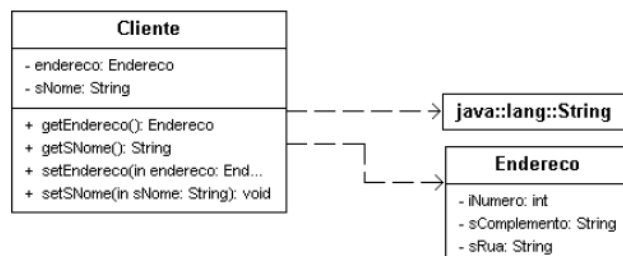 Cliente
- endereco: Endereco
- sNome: String
+ getEndereco(): Endereco
+ getSNome(): String
+ setEndereco(in endereco: End...
+ setSNome(in sNome: String): void
java::lang::String
Endereco
- iNumero: int
- sComplemento: String
- sRua: String